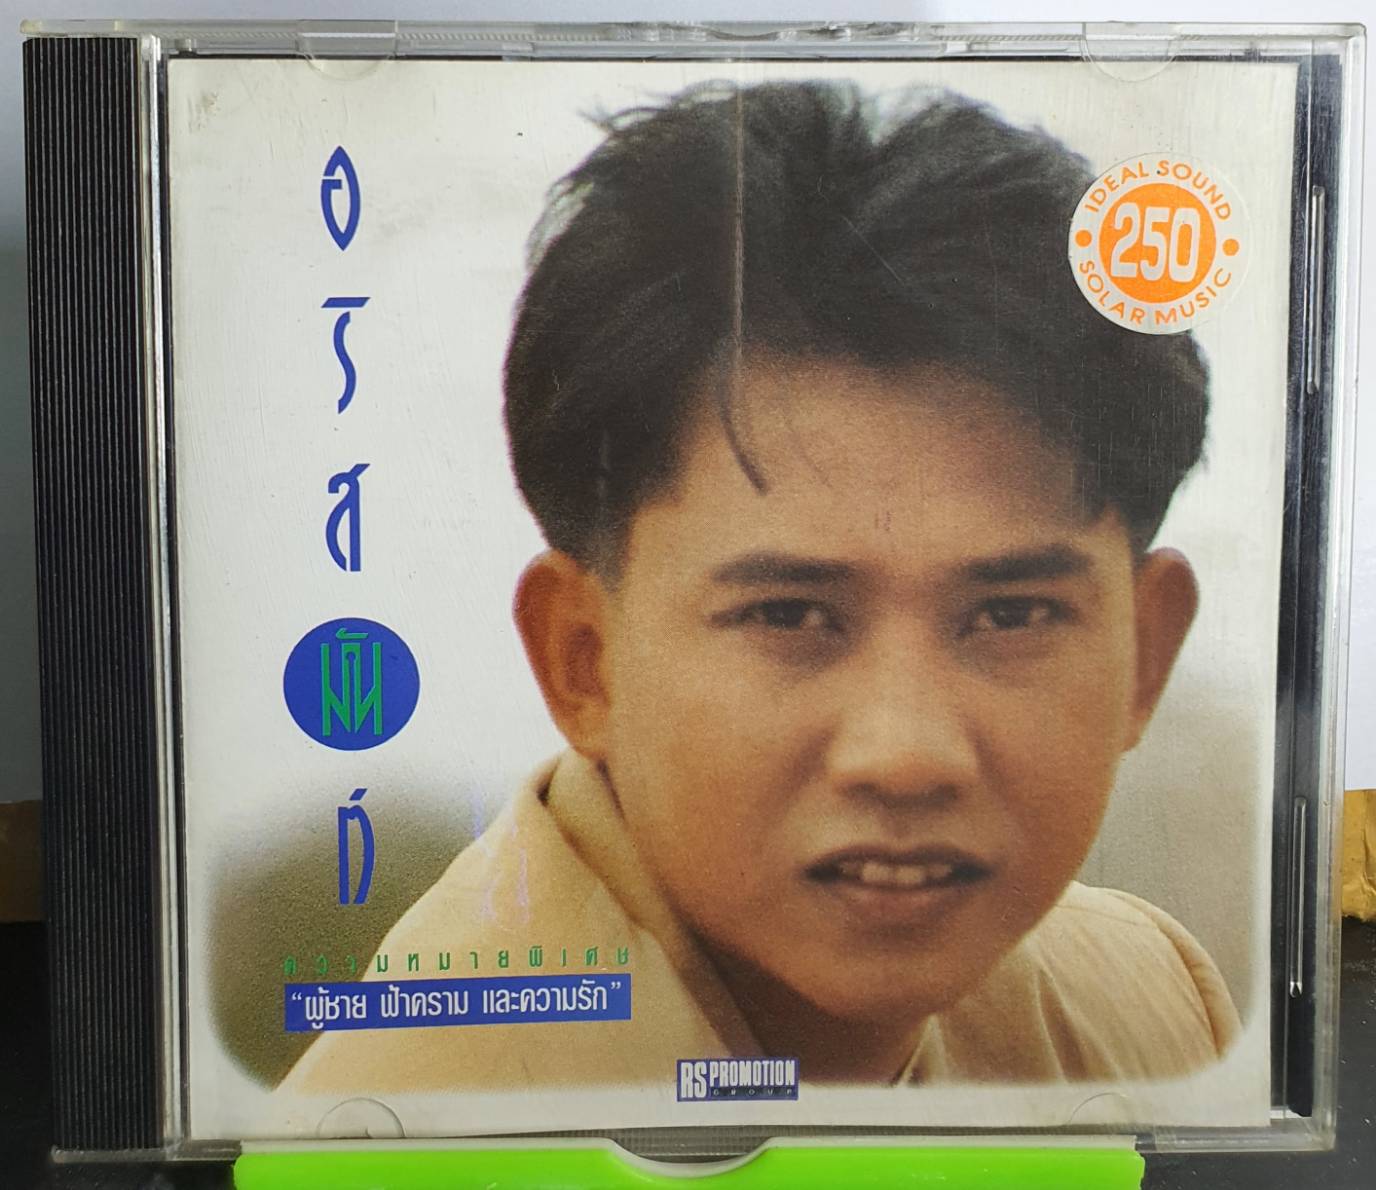 อริสมันต์
ความหมายพิเศษ
“ผู้ชาย ฟ้าคราม และความรัก”
IDEAL SOUND
250
SOLAR MUSIC
RS PROMOTION
GROUP